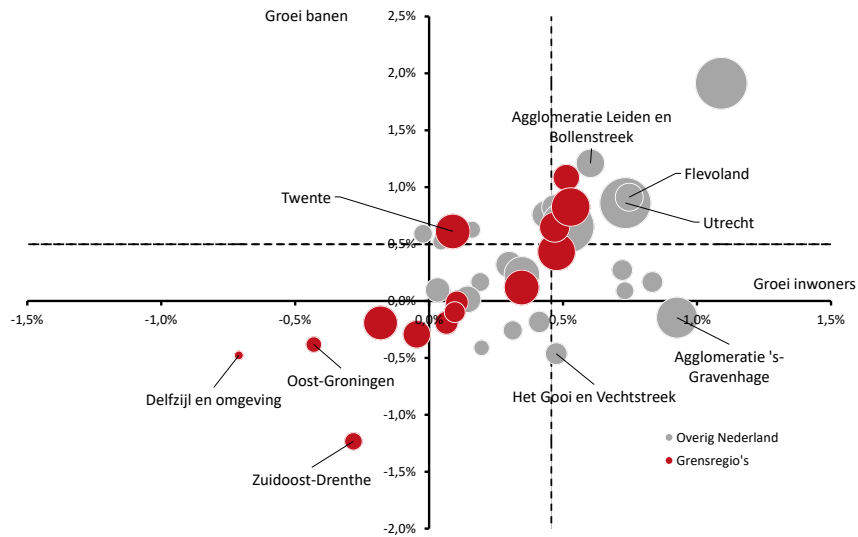 Groei banen
2,5%
2,0%
1,5%
Agglomeratie Leiden en
Bollenstreek
Flevoland
1,0%
Twente
Utrecht
0,5%
Groei inwoners
0,0%
-1,5%
-1,0%
-0,5%
0,0%
0,5%
1,0%
1,5%
Oost-Groningen
Agglomeratie 's-
Gravenhage
-0,5%
Delfzijl en omgeving
Het Gooi en Vechtstreek
-1,0%
Overig Nederland
Grensregio's
Zuidoost-Drenthe
-1,5%
-2,0%